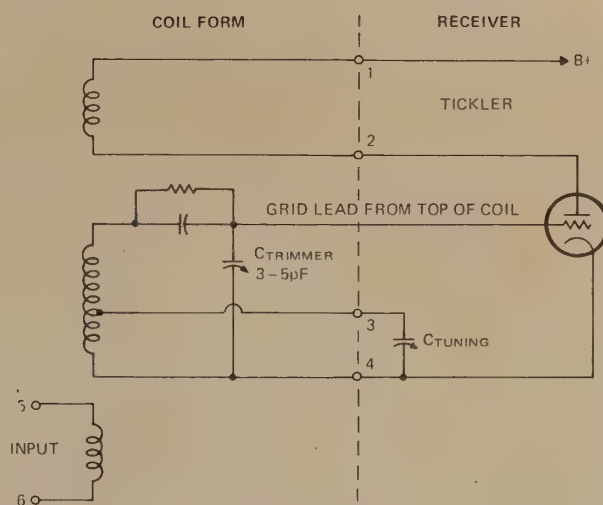 COIL FORM
RECEIVER
1
B+
TICKLER
2
GRID LEAD FROM TOP OF COIL
CTRIMMER
3-5pF
3
CTUNING
4
5
INPUT
6